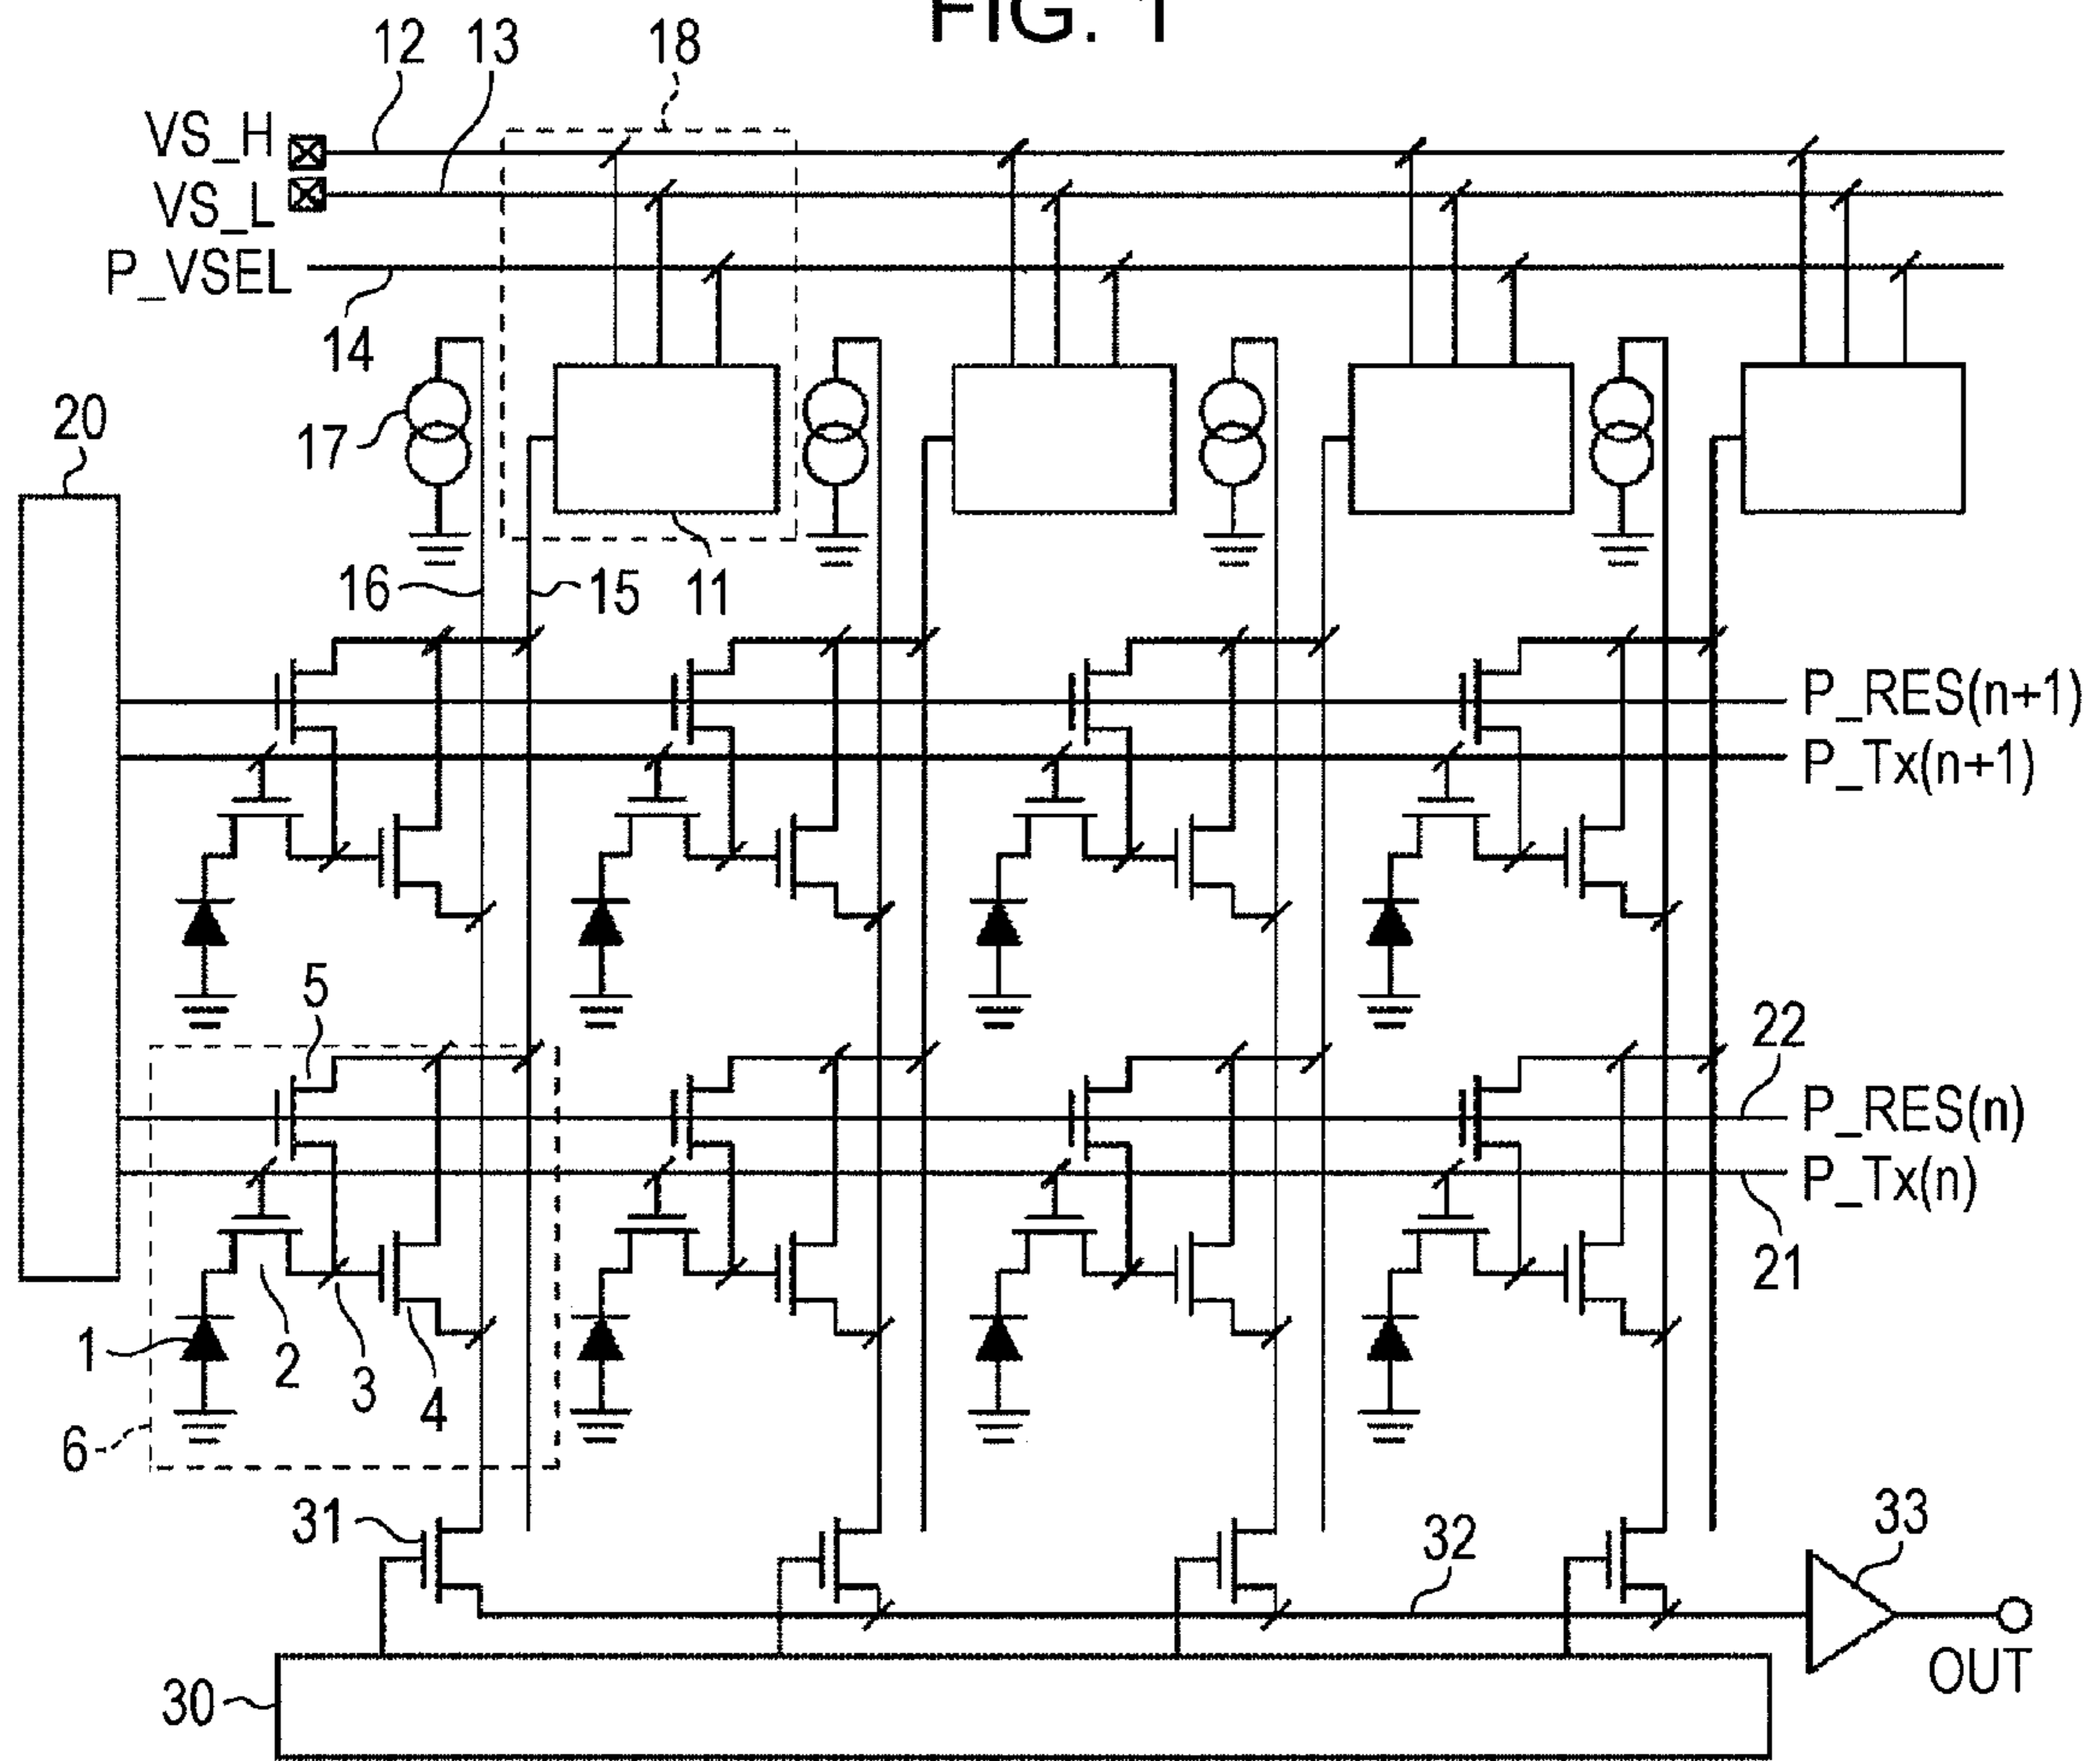 FIG. 1
12
13
18
VS_H
VS_L
P_VSEL
14
20
17
16
15
11
P_RES(n+1)
P_Tx(n+1)
5
22
P_RES(n)
P_Tx(n)
21
1
2
3
4
6
31
32
33
OUT
30